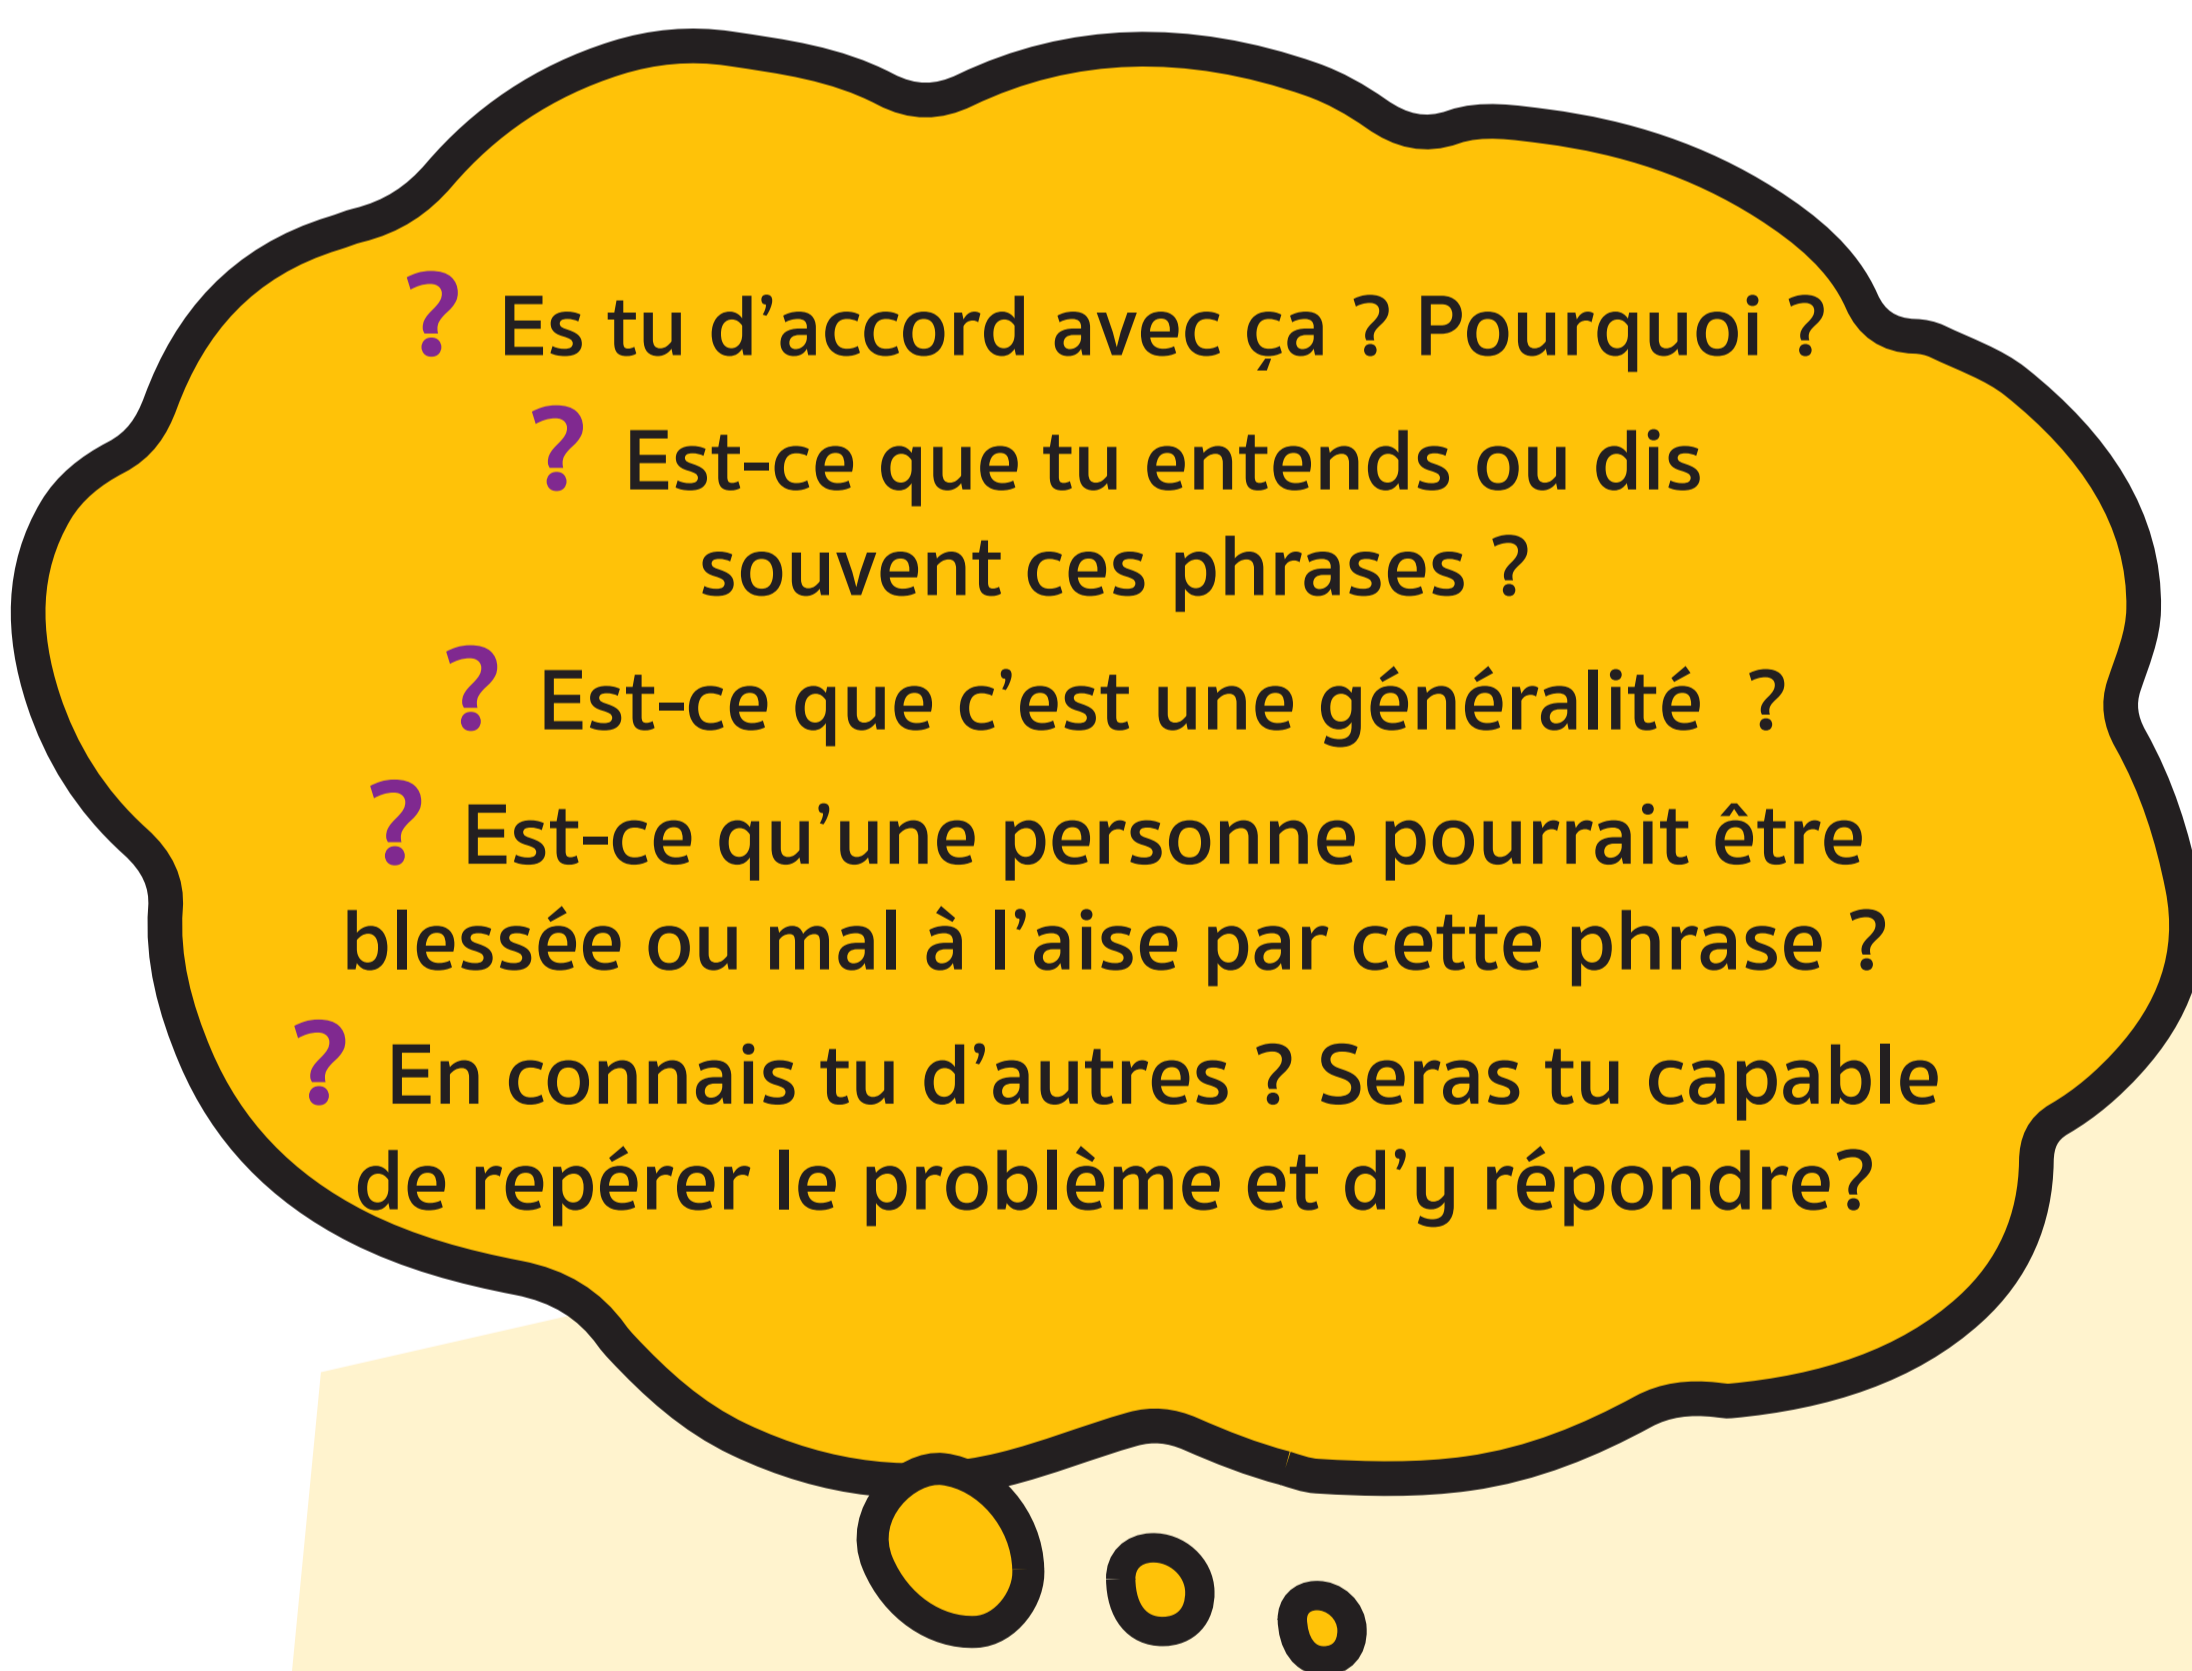 ? Es tu d’accord avec ça ? Pourquoi ?
? Est-ce que tu entends ou dis
souvent ces phrases ?
? Est-ce que c’est une généralité ?
? Est-ce qu’une personne pourrait être
blessée ou mal à l’aise par cette phrase ?
? En connais tu d’autres ? Seras tu capable
de repérer le problème et d’y répondre?